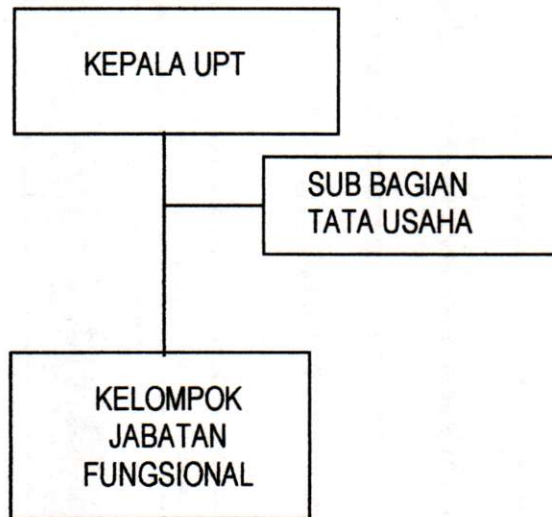 KEPALA UPT
SUB BAGIAN
TATA USAHA
KELOMPOK
JABATAN
FUNGSIONAL